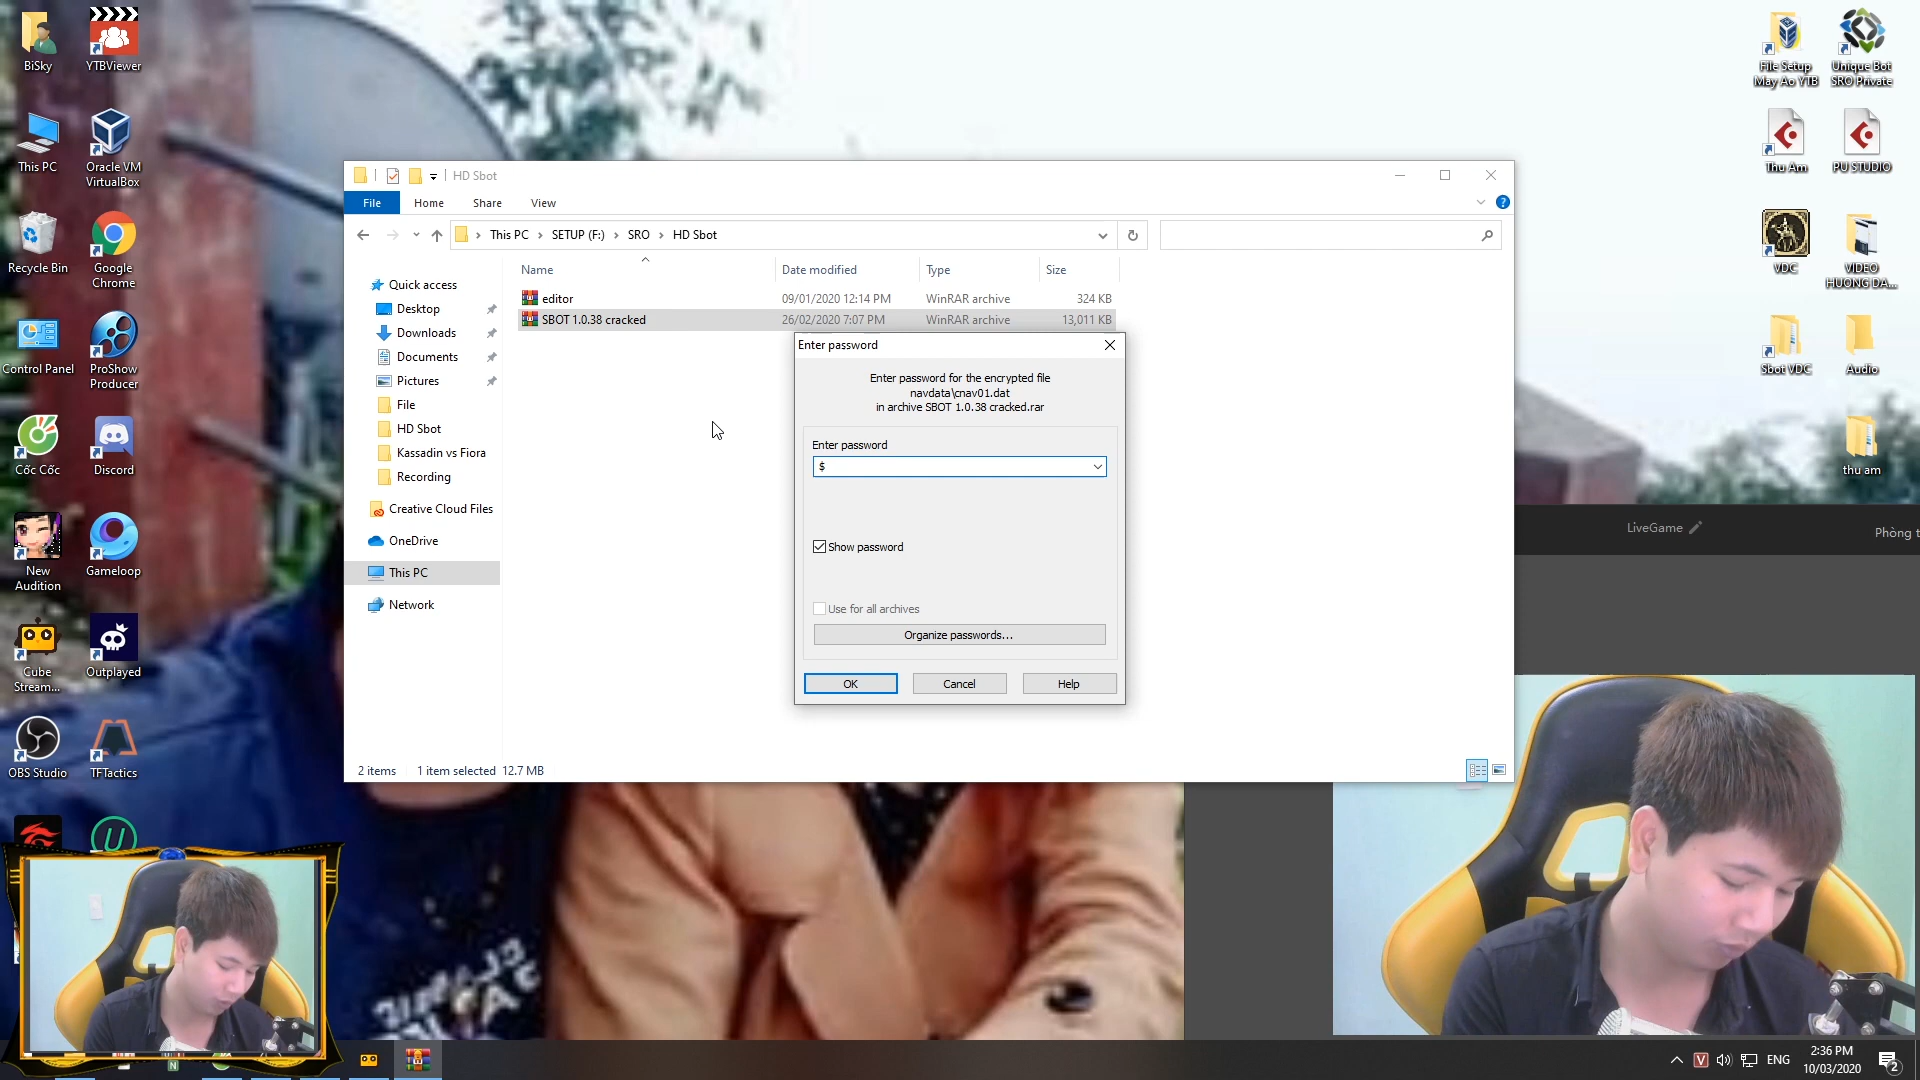 BiSky
YTBViewer
This PC
Oracle VM
VirtualBox
Recycle Bin
Google
Chrome
Control Panel
ProShow
Producer
Cốc Cốc
Discord
New
Audition
Gameloop
Cube
Stream...
Outplayed
OBS Studio
TFTactics
File Setup
May Ao YTB
Unique Bot
SRO Private
Thu Am
PU STUDIO
VDC
VIDEO
HUONG DA...
Sbot VDC
Audio
thu am
HD Sbot
File
Home
Share
View
This PC
SETUP (F:)
SRO
HD Sbot
Name
Date modified
Type
Size
editor
09/01/2020 12:14 PM
WinRAR archive
324 KB
SBOT 1.0.38 cracked
26/02/2020 7:07 PM
WinRAR archive
13,011 KB
Quick access
Desktop
Downloads
Documents
Pictures
File
HD Sbot
Kassadin vs Fiora
Recording
Creative Cloud Files
OneDrive
This PC
Network
2 items
1 item selected 12.7 MB
Enter password
Enter password for the encrypted file
navdata\cnav01.dat
in archive SBOT 1.0.38 cracked.rar
Enter password
$
Show password
Use for all archives
Organize passwords...
OK
Cancel
Help
LiveGame
Phòng t
ENG
2:36 PM
10/03/2020
2